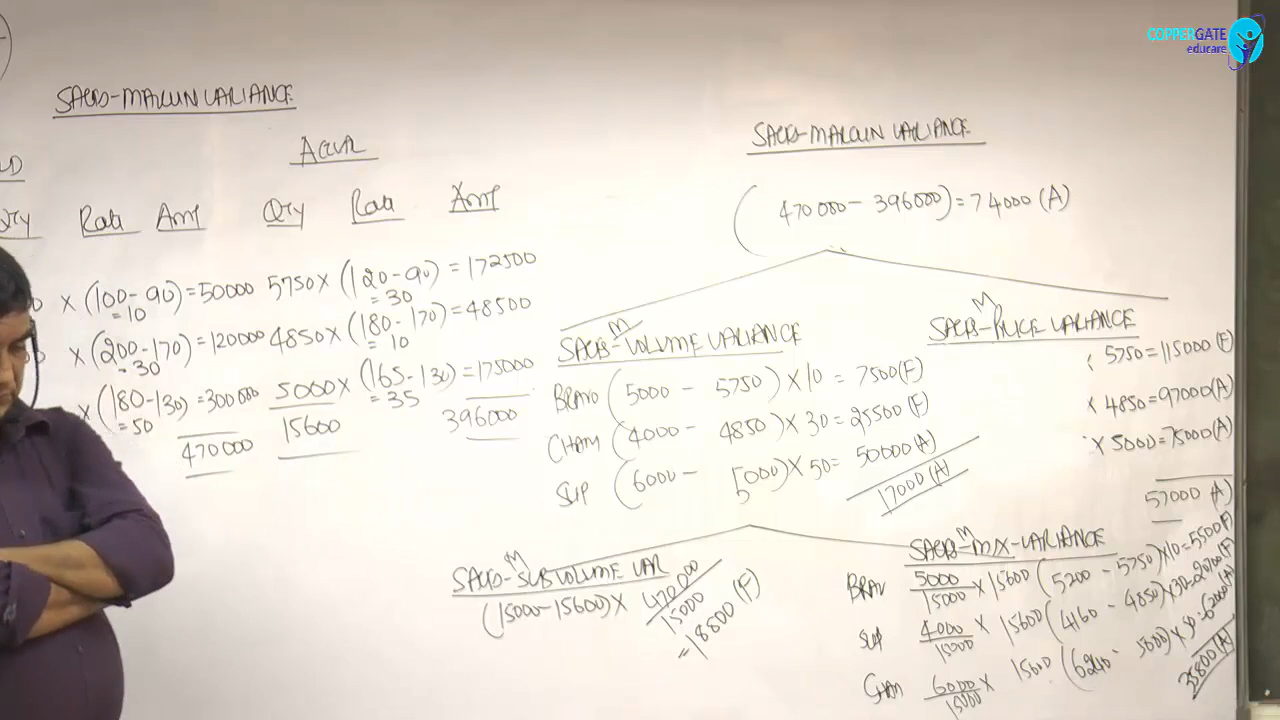 COPPERGATE
educare
SALES-MARGIN VARIANCE
ACTUAL
Qty Rate Amt Qty Rate Amt
× (100-90) = 50000 5750 × (120-90) = 172500
= 10 = 30
× (200-170) = 120000 4850 × (180-170) = 48500
= 30 = 10
× (180-130) = 300000 5000 × (165-130) = 175000
= 50 = 35
470000 15600 396000
SALES-MARGIN VARIANCE
(470000 - 396000) = 74000 (A)
M
SALES-VOLUME VARIANCE
BRAVO (5000 - 5750) × 10 = 7500 (F)
CHAM (4000 - 4850) × 30 = 25500 (F)
SUP (6000 - 5000) × 50 = 50000 (A)
17000 (A)
M
SALES-PRICE VARIANCE
5750 = 115000 (F)
× 4850 = 97000 (A)
× 5000 = 75000 (A)
57000 (A)
M
SALES-SUB VOLUME VAR
(15000-15600) × 470000
15000
= 18800 (F)
M
SALES-MIX-VARIANCE
BRAV 5000/15000 × 15600 (5200 - 5750) × 10 = 5500 (F)
SUP 4000/15000 × 15600 (4160 - 4850) × 30 = 20700 (F)
CHAM 6000/15000 × 15600 (6240 - 5000) × 50 = 62000 (A)
35800 (A)